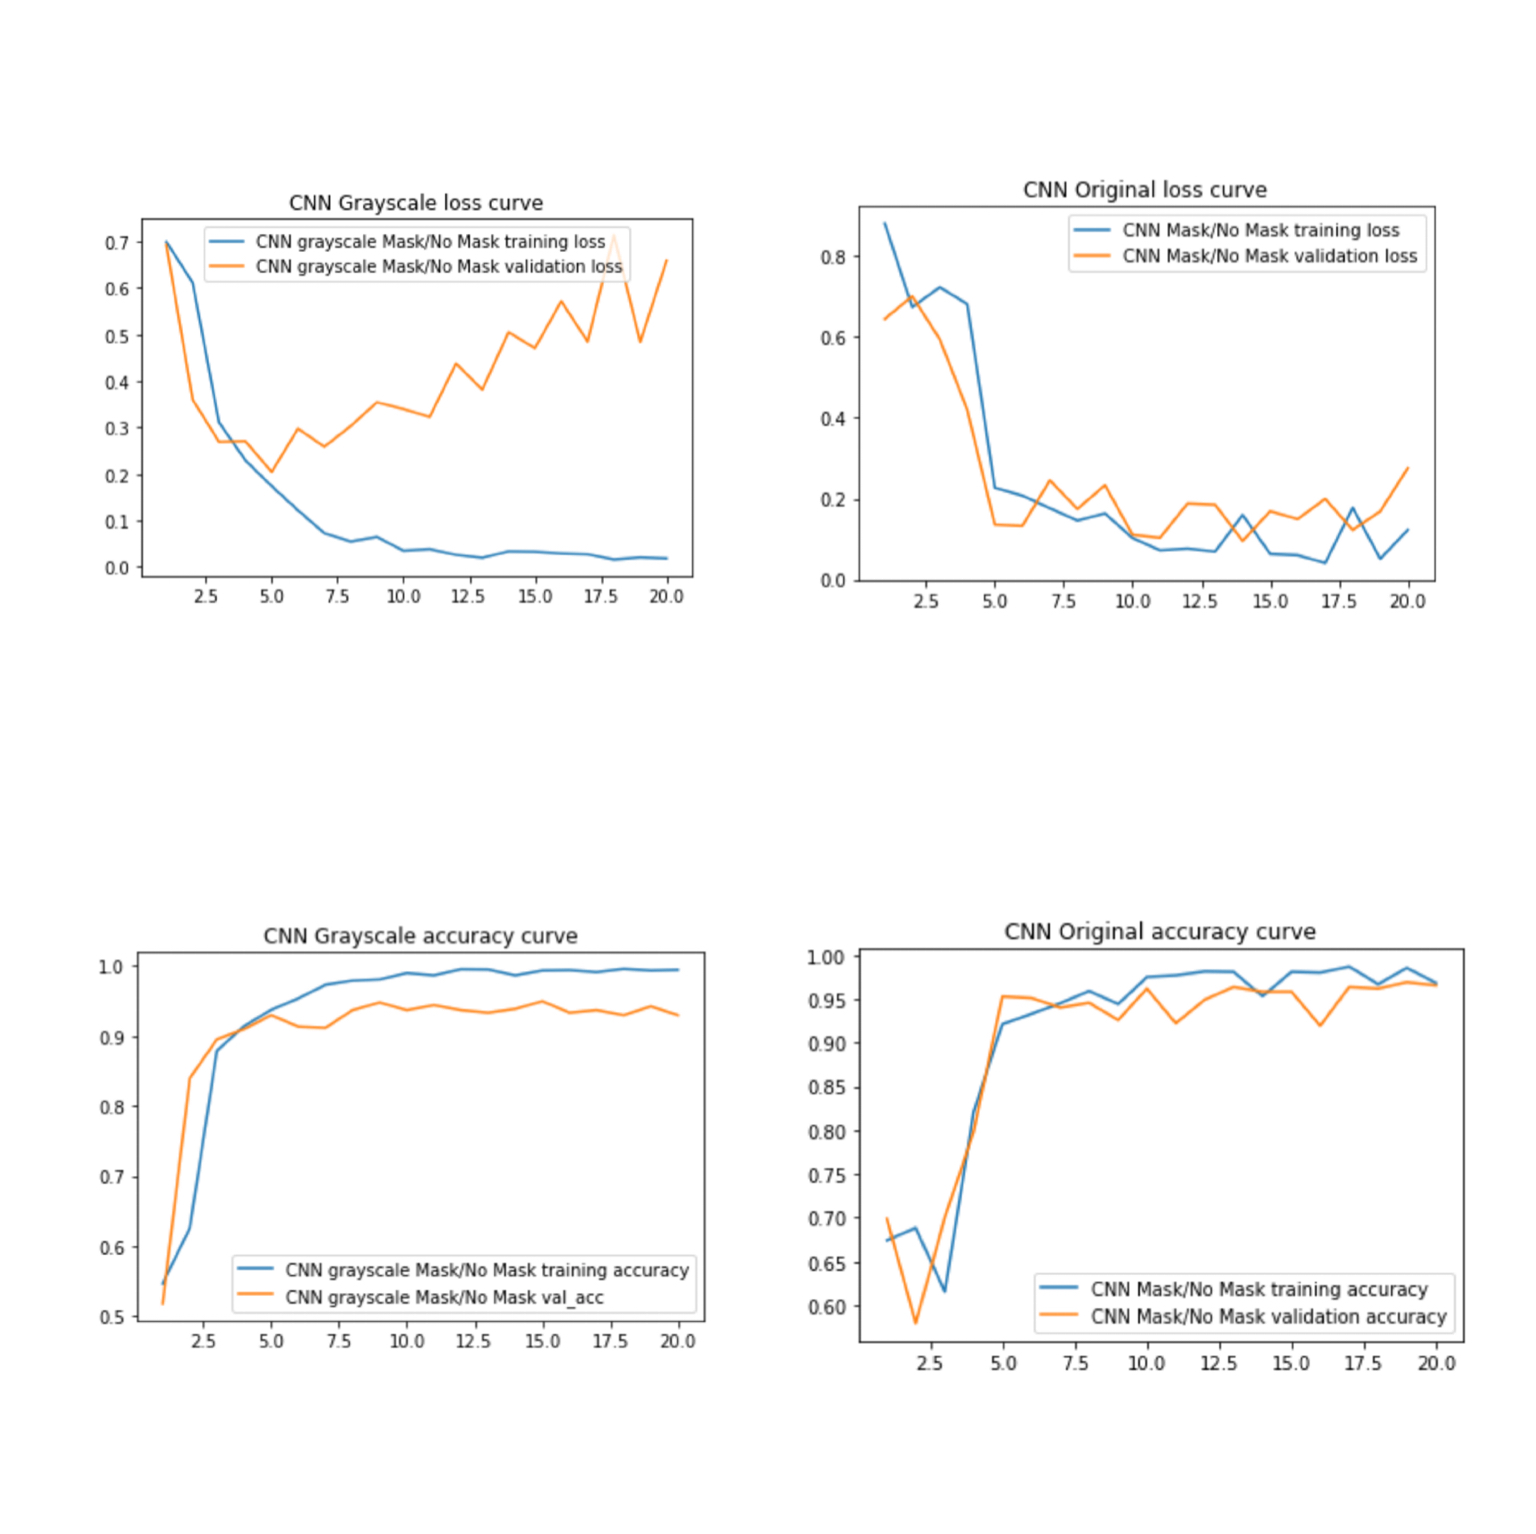 CNN Grayscale loss curve
CNN grayscale Mask/No Mask training loss
CNN grayscale Mask/No Mask validation loss
0.7
0.6
0.5
0.4
0.3
0.2
0.1
0.0
2.5 5.0 7.5 10.0 12.5 15.0 17.5 20.0
CNN Original loss curve
CNN Mask/No Mask training loss
CNN Mask/No Mask validation loss
0.8
0.6
0.4
0.2
0.0
2.5 5.0 7.5 10.0 12.5 15.0 17.5 20.0
CNN Grayscale accuracy curve
1.0
0.9
0.8
0.7
0.6
0.5
CNN grayscale Mask/No Mask training accuracy
CNN grayscale Mask/No Mask val_acc
2.5 5.0 7.5 10.0 12.5 15.0 17.5 20.0
CNN Original accuracy curve
1.00
0.95
0.90
0.85
0.80
0.75
0.70
0.65
0.60
CNN Mask/No Mask training accuracy
CNN Mask/No Mask validation accuracy
2.5 5.0 7.5 10.0 12.5 15.0 17.5 20.0